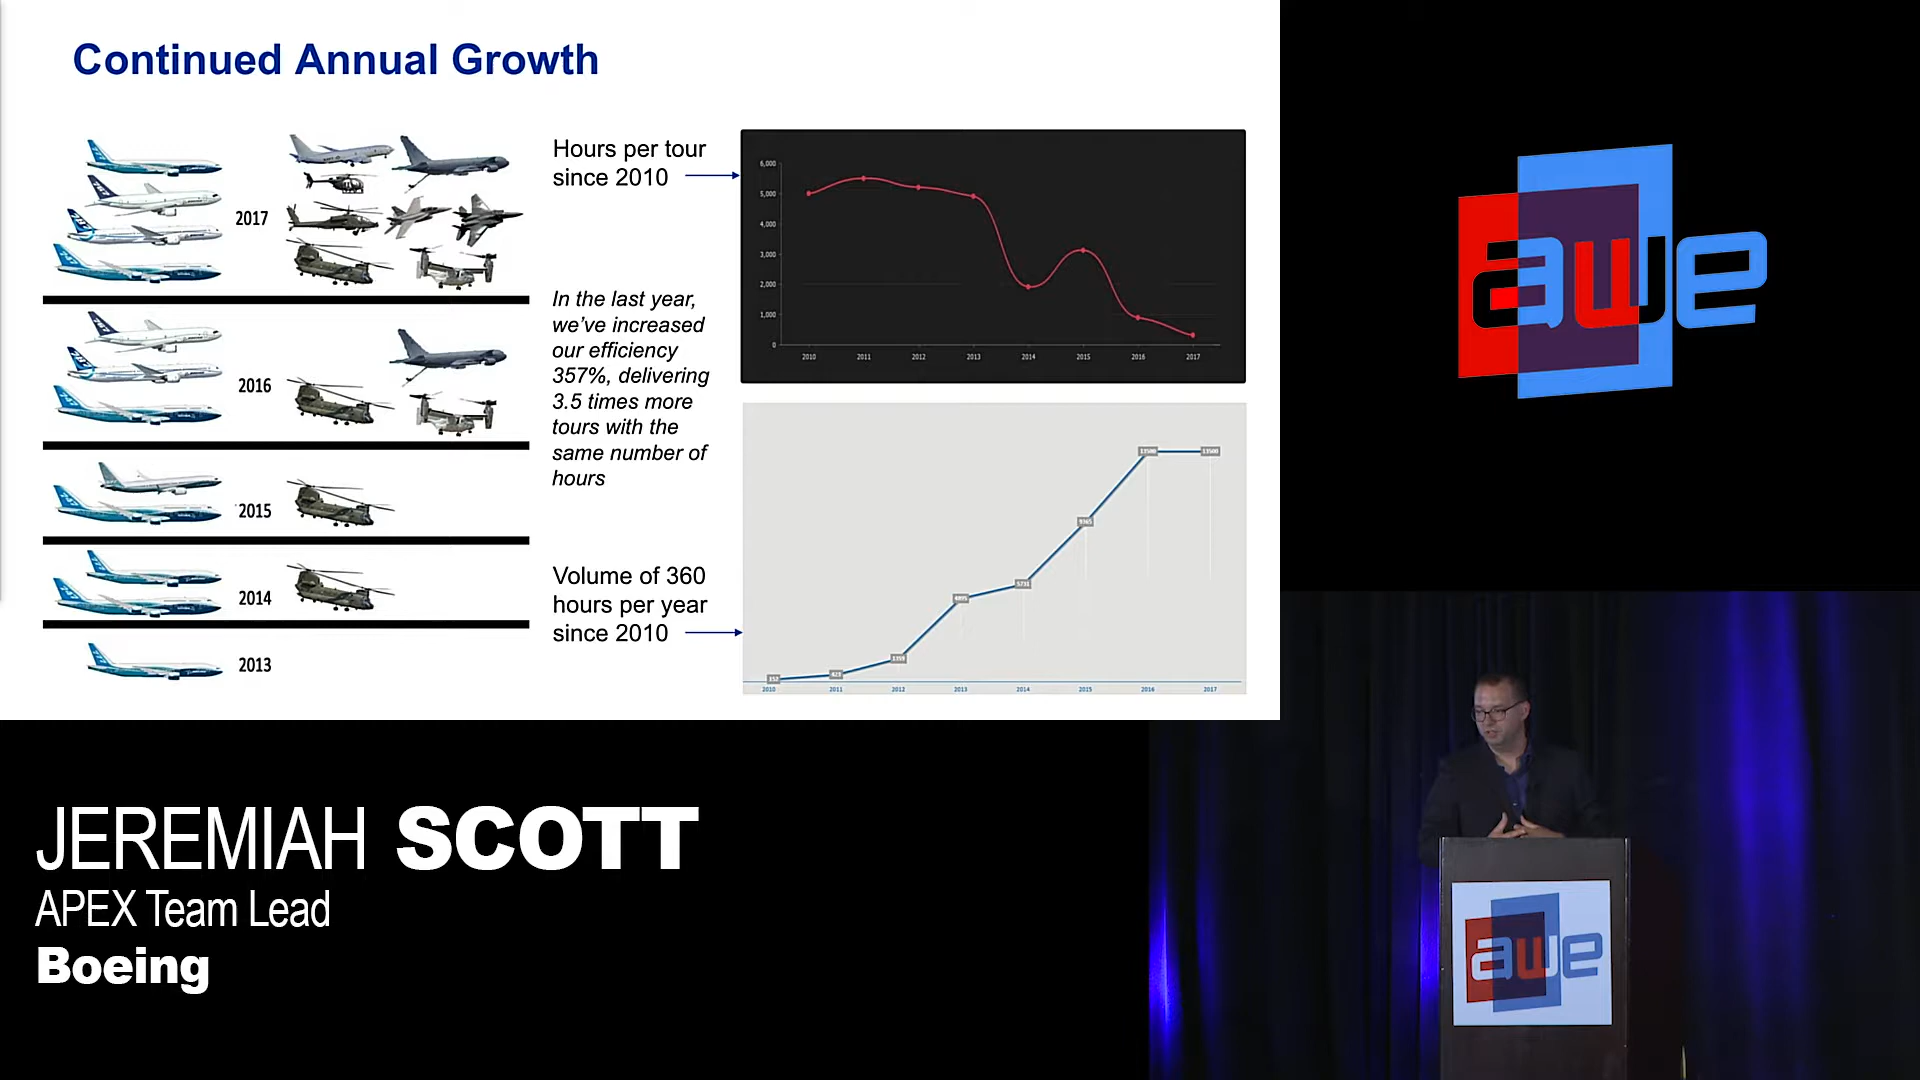 Continued Annual Growth
2017
2016
2015
2014
2013
Hours per tour
since 2010
In the last year,
we've increased
our efficiency
357%, delivering
3.5 times more
tours with the
same number of
hours
Volume of 360
hours per year
since 2010
6,000
5,000
4,000
3,000
2,000
1,000
0
2010 2011 2012 2013 2014 2015 2016 2017
13500 13500
9365
2010 2011 2012 2013 2014 2015 2016 2017
awe
JEREMIAH SCOTT
APEX Team Lead
Boeing
awe